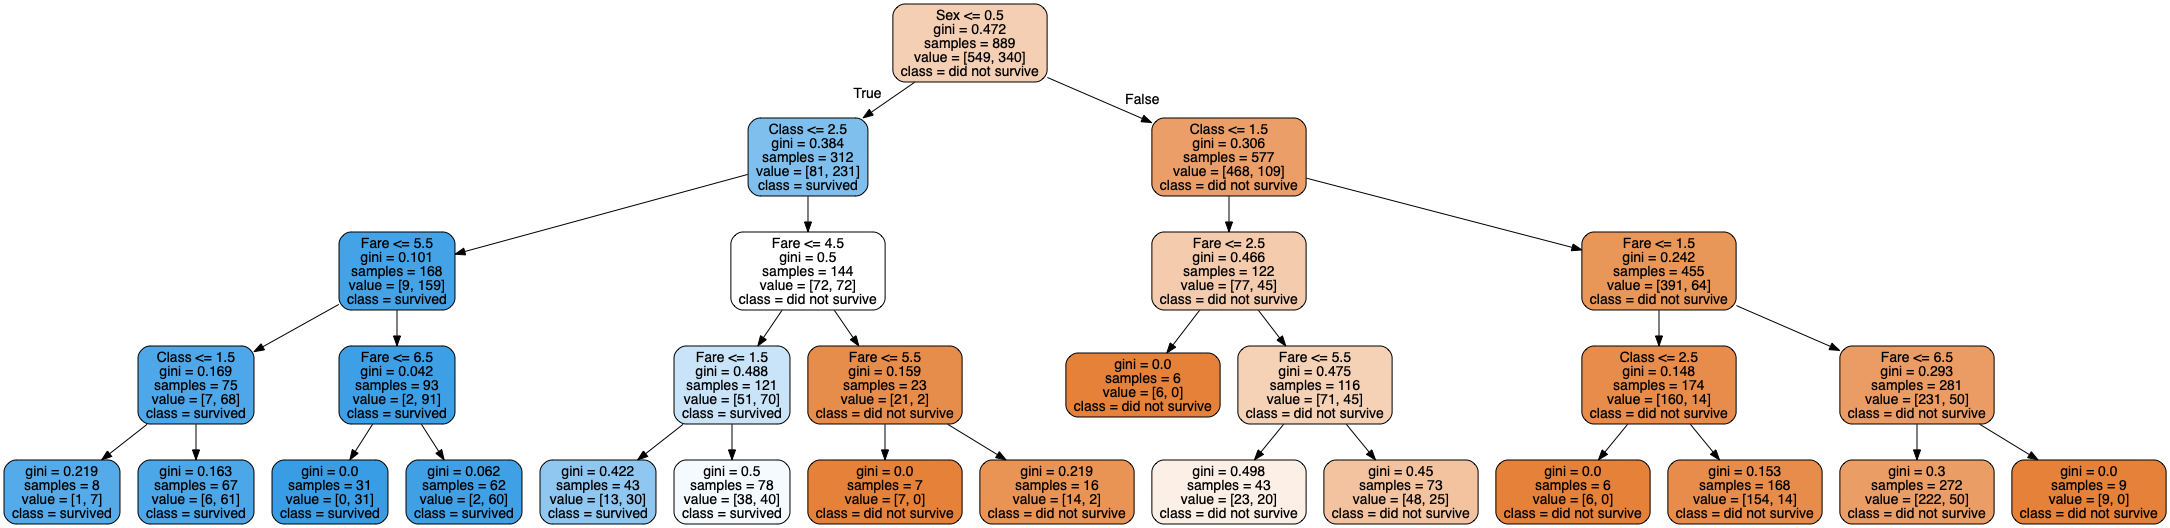 Sex <= 0.5
gini = 0.472
samples = 889
value = [549, 340]
class = did not survive
True
False
Class <= 2.5
gini = 0.384
samples = 312
value = [81, 231]
class = survived
Class <= 1.5
gini = 0.306
samples = 577
value = [468, 109]
class = did not survive
Fare <= 5.5
gini = 0.101
samples = 168
value = [9, 159]
class = survived
Fare <= 4.5
gini = 0.5
samples = 144
value = [72, 72]
class = did not survive
Fare <= 2.5
gini = 0.466
samples = 122
value = [77, 45]
class = did not survive
Fare <= 1.5
gini = 0.242
samples = 455
value = [391, 64]
class = did not survive
Class <= 1.5
gini = 0.169
samples = 75
value = [7, 68]
class = survived
Fare <= 6.5
gini = 0.042
samples = 93
value = [2, 91]
class = survived
Fare <= 1.5
gini = 0.488
samples = 121
value = [51, 70]
class = survived
Fare <= 5.5
gini = 0.159
samples = 23
value = [21, 2]
class = did not survive
gini = 0.0
samples = 6
value = [6, 0]
class = did not survive
Fare <= 5.5
gini = 0.475
samples = 116
value = [71, 45]
class = did not survive
Class <= 2.5
gini = 0.148
samples = 174
value = [160, 14]
class = did not survive
Fare <= 6.5
gini = 0.293
samples = 281
value = [231, 50]
class = did not survive
gini = 0.219
samples = 8
value = [1, 7]
class = survived
gini = 0.163
samples = 67
value = [6, 61]
class = survived
gini = 0.0
samples = 31
value = [0, 31]
class = survived
gini = 0.062
samples = 62
value = [2, 60]
class = survived
gini = 0.422
samples = 43
value = [13, 30]
class = survived
gini = 0.5
samples = 78
value = [38, 40]
class = survived
gini = 0.0
samples = 7
value = [7, 0]
class = did not survive
gini = 0.219
samples = 16
value = [14, 2]
class = did not survive
gini = 0.498
samples = 43
value = [23, 20]
class = did not survive
gini = 0.45
samples = 73
value = [48, 25]
class = did not survive
gini = 0.0
samples = 6
value = [6, 0]
class = did not survive
gini = 0.153
samples = 168
value = [154, 14]
class = did not survive
gini = 0.3
samples = 272
value = [222, 50]
class = did not survive
gini = 0.0
samples = 9
value = [9, 0]
class = did not survive